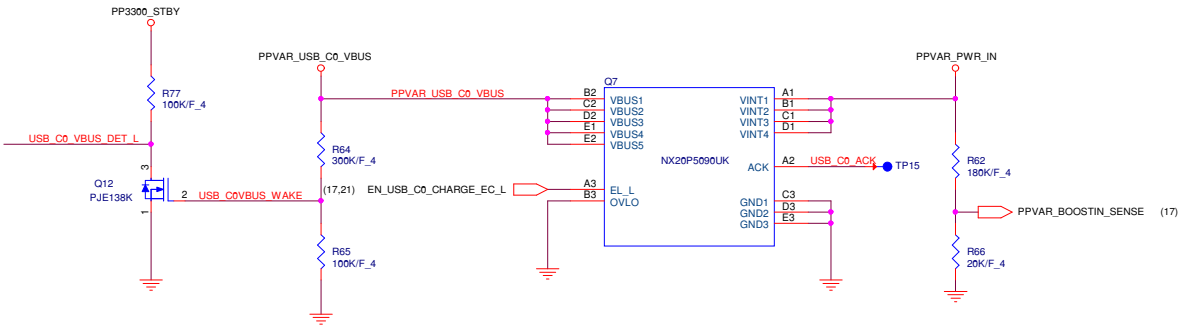 PP3300_STBY
R77
100K/F_4
USB_C0_VBUS_DET_L
3
Q12
PJE138K
2
1
USB_C0VBUS_WAKE
PPVAR_USB_C0_VBUS
PPVAR_USB_C0_VBUS
R64
300K/F_4
(17,21)
EN_USB_C0_CHARGE_EC_L
R65
100K/F_4
Q7
B2
VBUS1
C2
VBUS2
D2
VBUS3
E1
VBUS4
E2
VBUS5
NX20P5090UK
A3
EL_L
B3
OVLO
VINT1
A1
VINT2
B1
VINT3
C1
VINT4
D1
ACK
A2
USB_C0_ACK
TP15
GND1
C3
GND2
D3
GND3
E3
PPVAR_PWR_IN
R62
180K/F_4
PPVAR_BOOSTIN_SENSE (17)
R66
20K/F_4